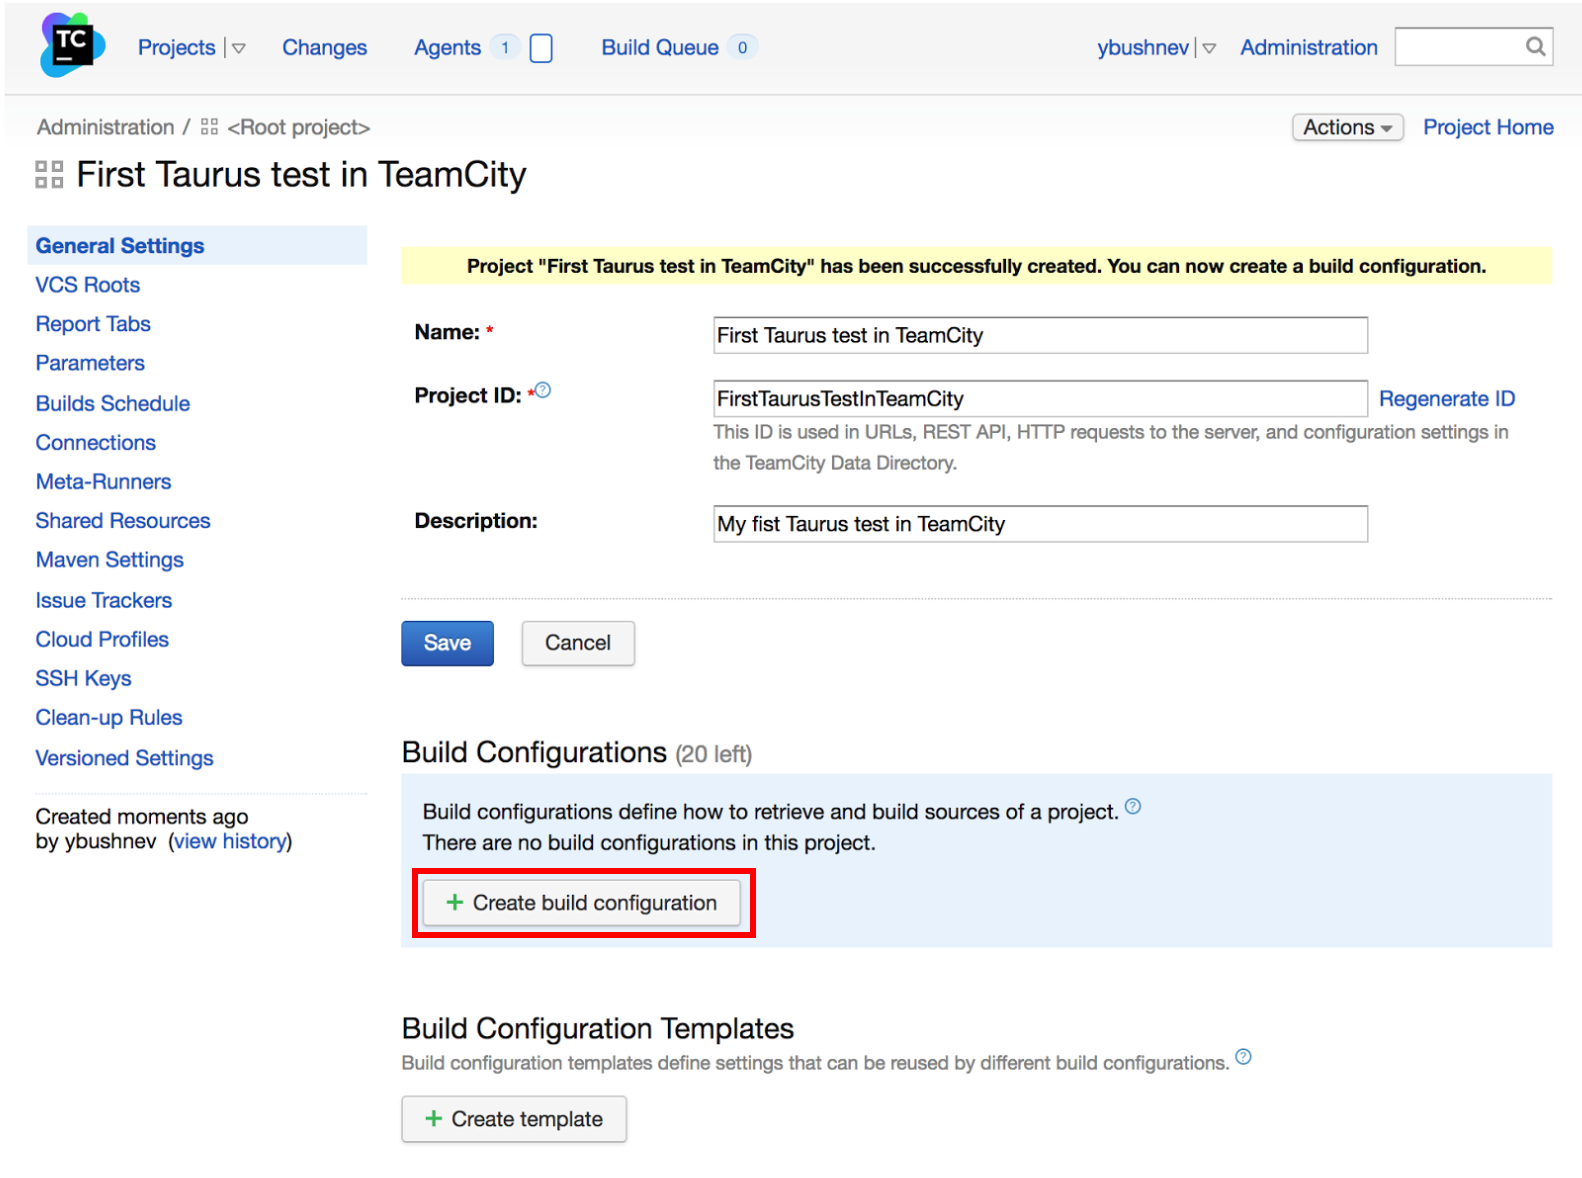 TC
Projects
Changes
Agents 1
Build Queue 0
ybushnev
Administration
Administration / <Root project>
Actions
Project Home
First Taurus test in TeamCity
General Settings
VCS Roots
Report Tabs
Parameters
Builds Schedule
Connections
Meta-Runners
Shared Resources
Maven Settings
Issue Trackers
Cloud Profiles
SSH Keys
Clean-up Rules
Versioned Settings
Created moments ago
by ybushnev (view history)
Project "First Taurus test in TeamCity" has been successfully created. You can now create a build configuration.
Name: * First Taurus test in TeamCity
Project ID: * ? FirstTaurusTestInTeamCity Regenerate ID
This ID is used in URLs, REST API, HTTP requests to the server, and configuration settings in
the TeamCity Data Directory.
Description: My fist Taurus test in TeamCity
Save
Cancel
Build Configurations (20 left)
Build configurations define how to retrieve and build sources of a project. ?
There are no build configurations in this project.
+ Create build configuration
Build Configuration Templates
Build configuration templates define settings that can be reused by different build configurations. ?
+ Create template